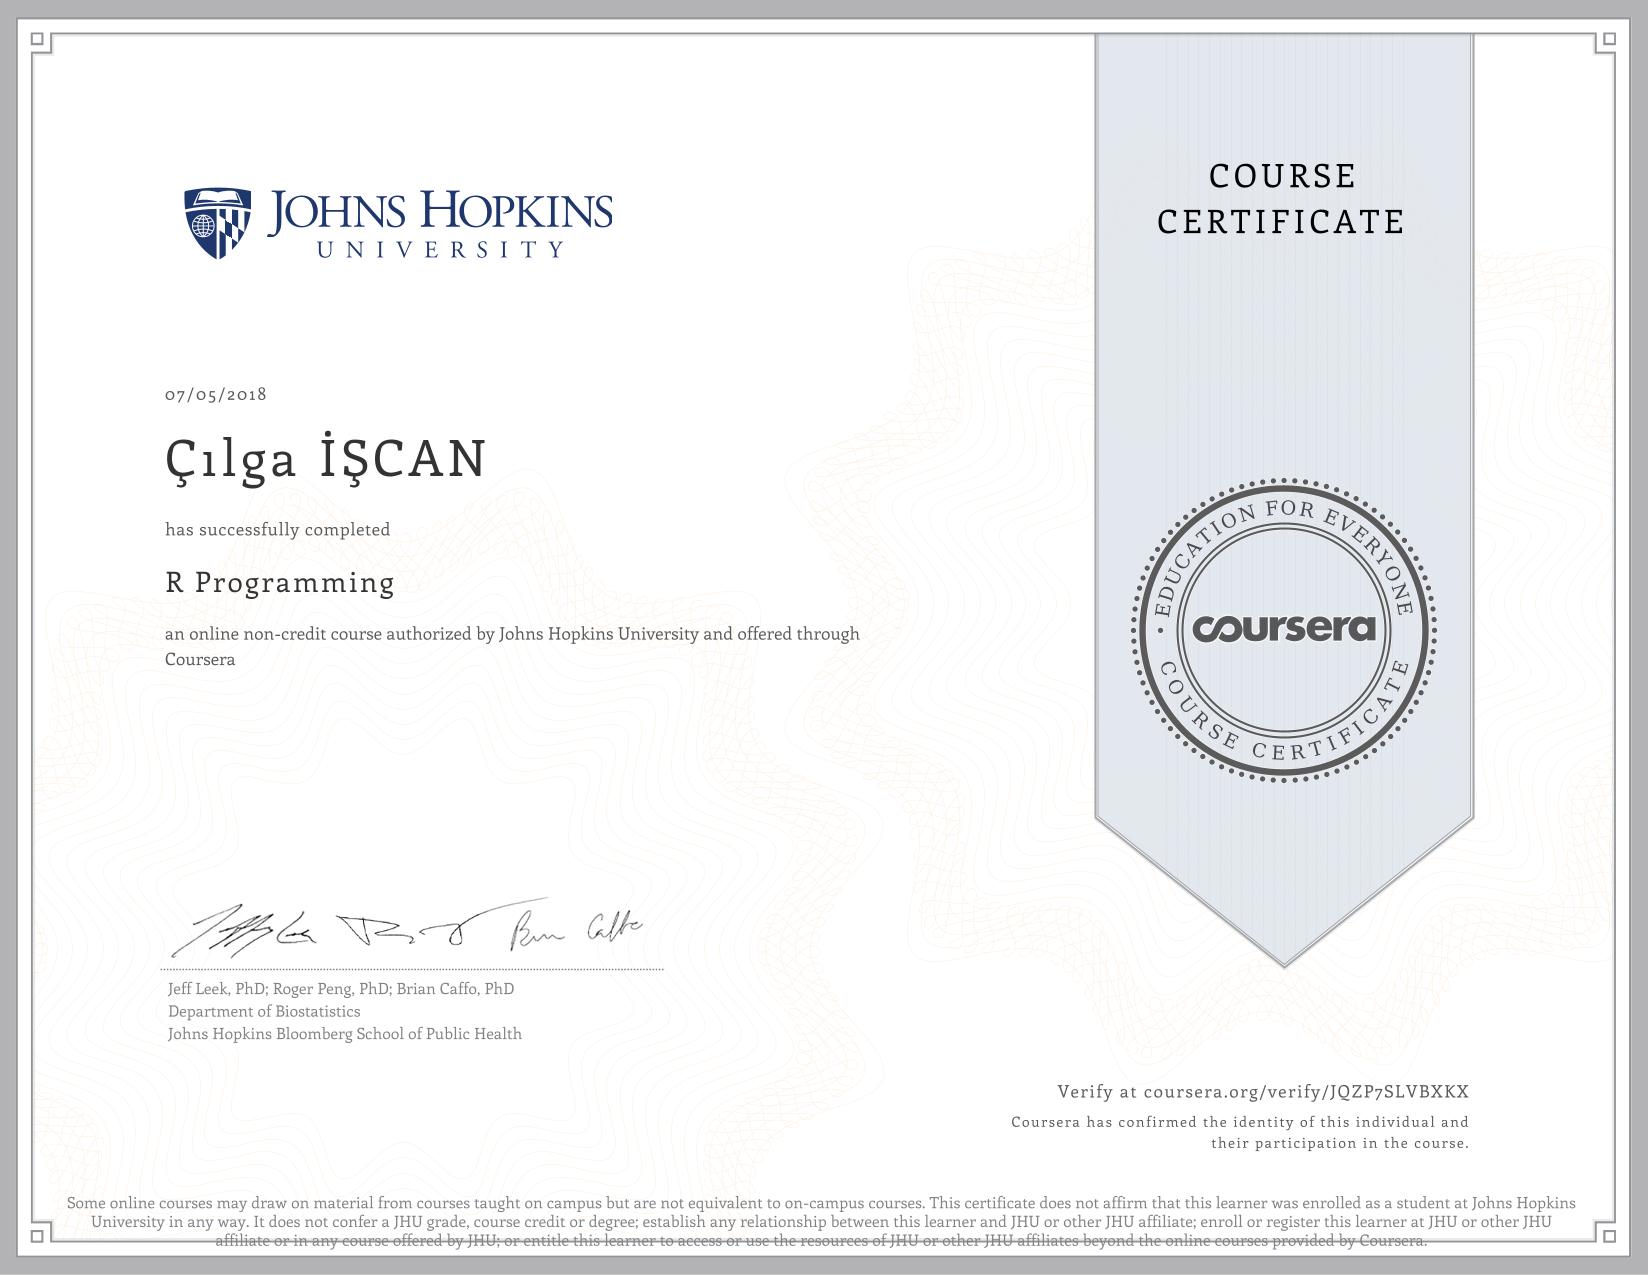 JOHNS HOPKINS
UNIVERSITY
COURSE
CERTIFICATE
07/05/2018
Çılga İŞCAN
has successfully completed
R Programming
an online non-credit course authorized by Johns Hopkins University and offered through
Coursera
EDUCATION FOR EVERYONE
coursera
COURSE CERTIFICATE
Jeff Leek, PhD; Roger Peng, PhD; Brian Caffo, PhD
Department of Biostatistics
Johns Hopkins Bloomberg School of Public Health
Verify at coursera.org/verify/JQZP7SLVBXKX
Coursera has confirmed the identity of this individual and
their participation in the course.
Some online courses may draw on material from courses taught on campus but are not equivalent to on-campus courses. This certificate does not affirm that this learner was enrolled as a student at Johns Hopkins
University in any way. It does not confer a JHU grade, course credit or degree; establish any relationship between this learner and JHU or other JHU affiliate; enroll or register this learner at JHU or other JHU
affiliate or in any course offered by JHU; or entitle this learner to access or use the resources of JHU or other JHU affiliates beyond the online courses provided by Coursera.